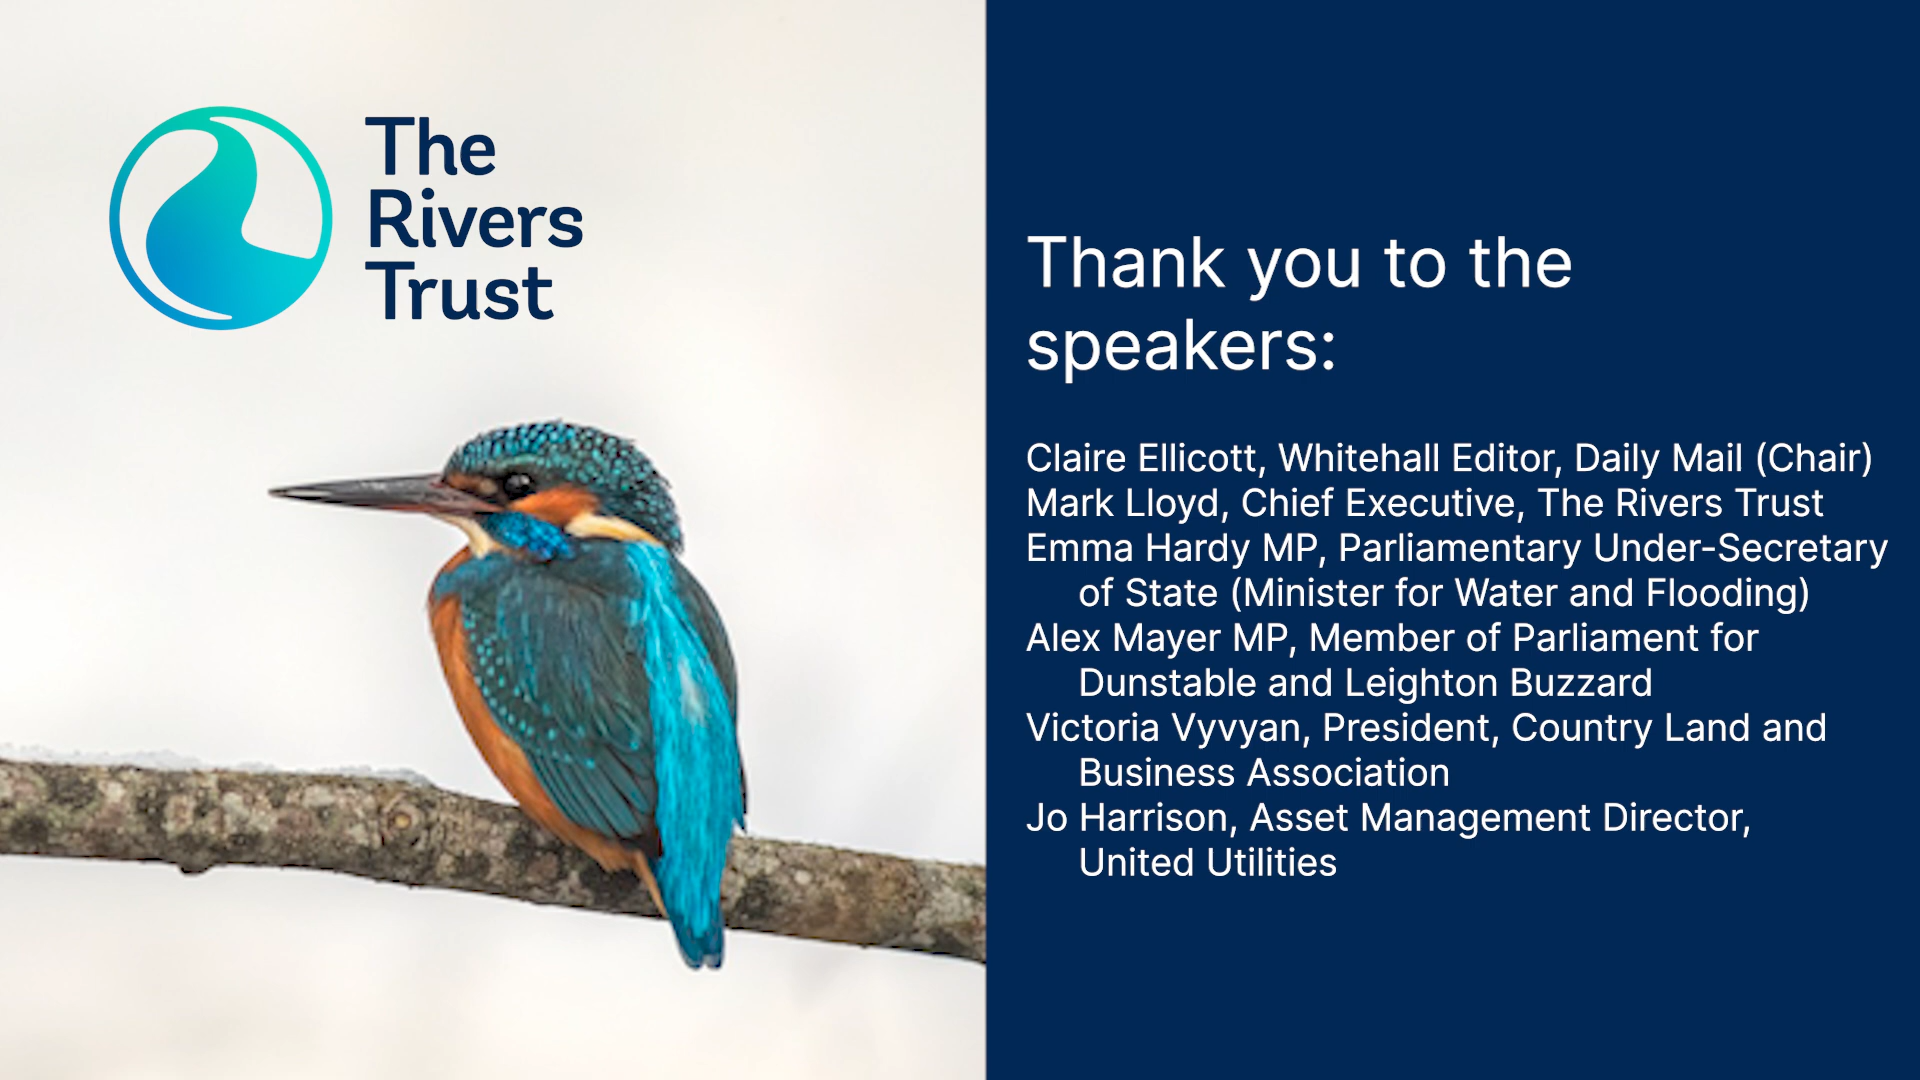 The
Rivers
Trust
Thank you to the
speakers:
Claire Ellicott, Whitehall Editor, Daily Mail (Chair)
Mark Lloyd, Chief Executive, The Rivers Trust
Emma Hardy MP, Parliamentary Under-Secretary
of State (Minister for Water and Flooding)
Alex Mayer MP, Member of Parliament for
Dunstable and Leighton Buzzard
Victoria Vyvyan, President, Country Land and
Business Association
Jo Harrison, Asset Management Director,
United Utilities